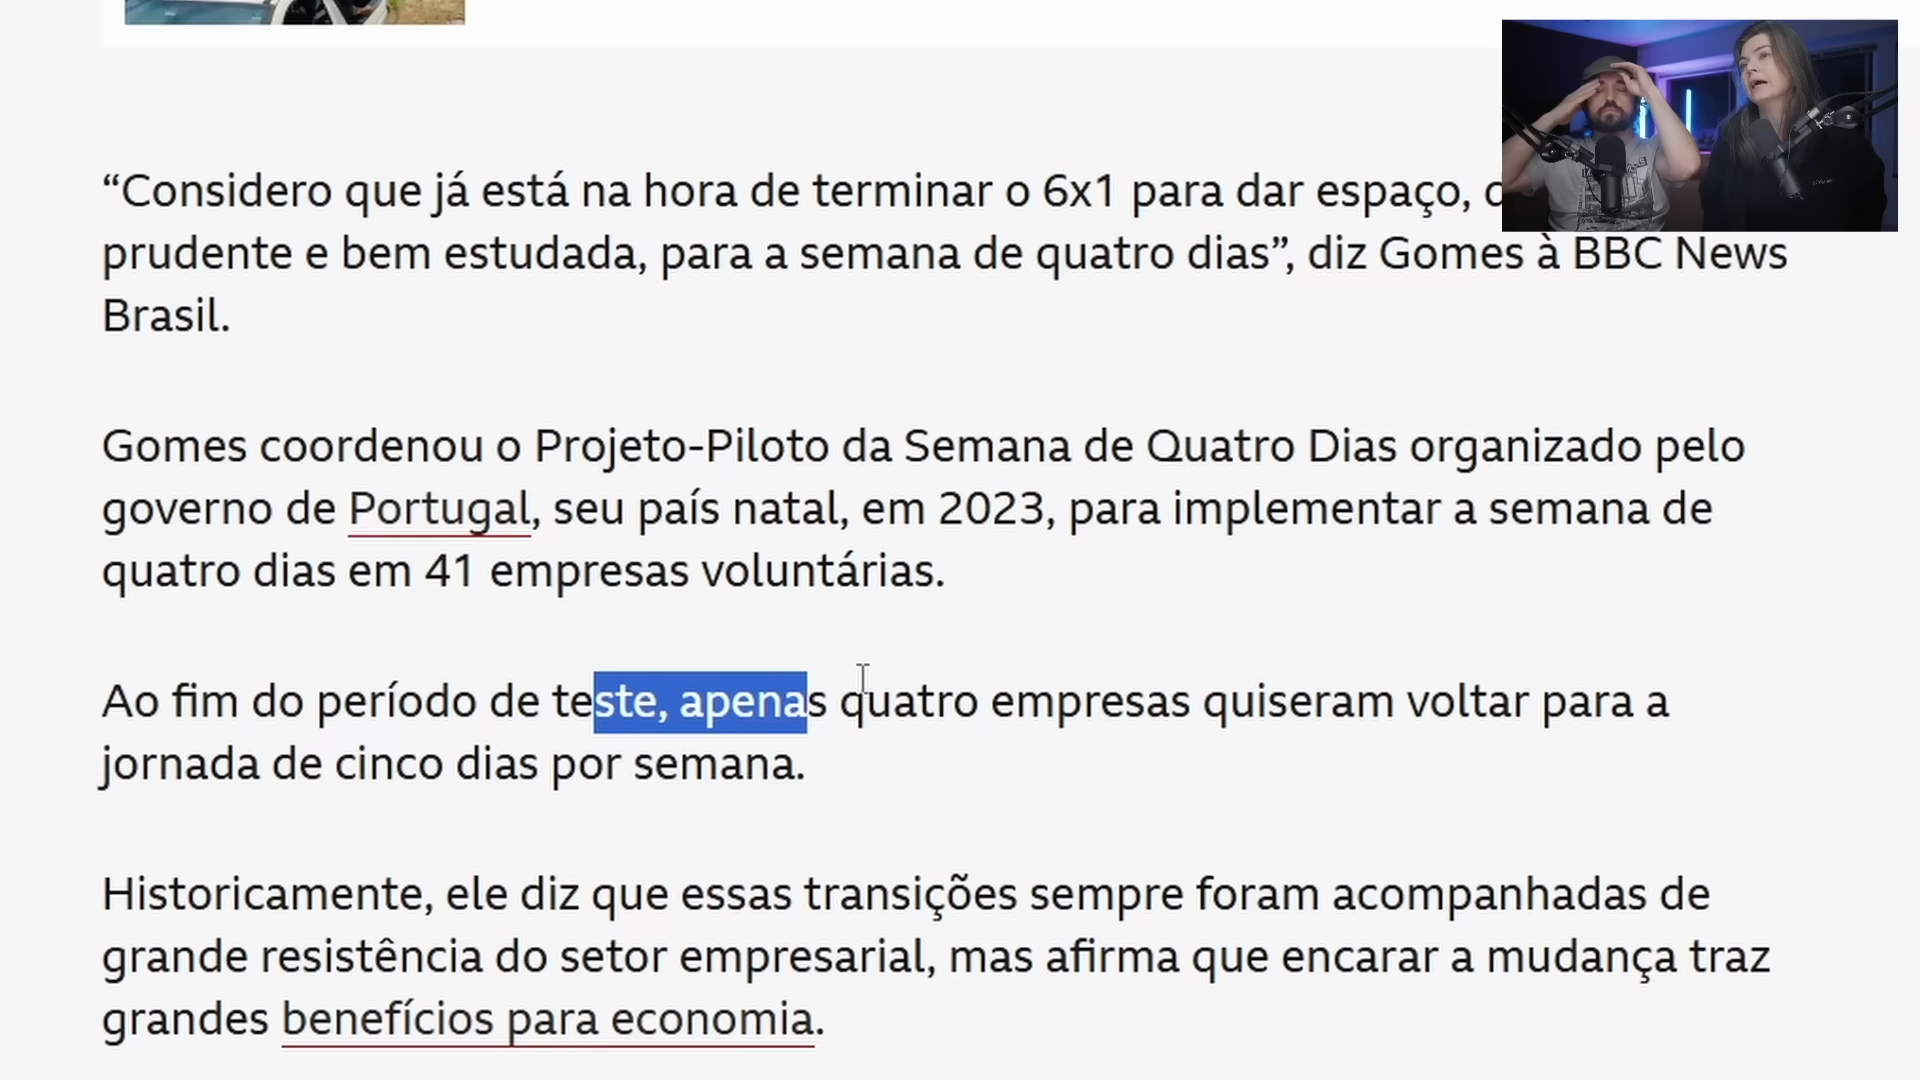 “Considero que já está na hora de terminar o 6x1 para dar espaço,
prudente e bem estudada, para a semana de quatro dias”, diz Gomes à BBC News
Brasil.
Gomes coordenou o Projeto-Piloto da Semana de Quatro Dias organizado pelo
governo de Portugal, seu país natal, em 2023, para implementar a semana de
quatro dias em 41 empresas voluntárias.
Ao fim do período de teste, apenas quatro empresas quiseram voltar para a
jornada de cinco dias por semana.
Historicamente, ele diz que essas transições sempre foram acompanhadas de
grande resistência do setor empresarial, mas afirma que encarar a mudança traz
grandes benefícios para economia.